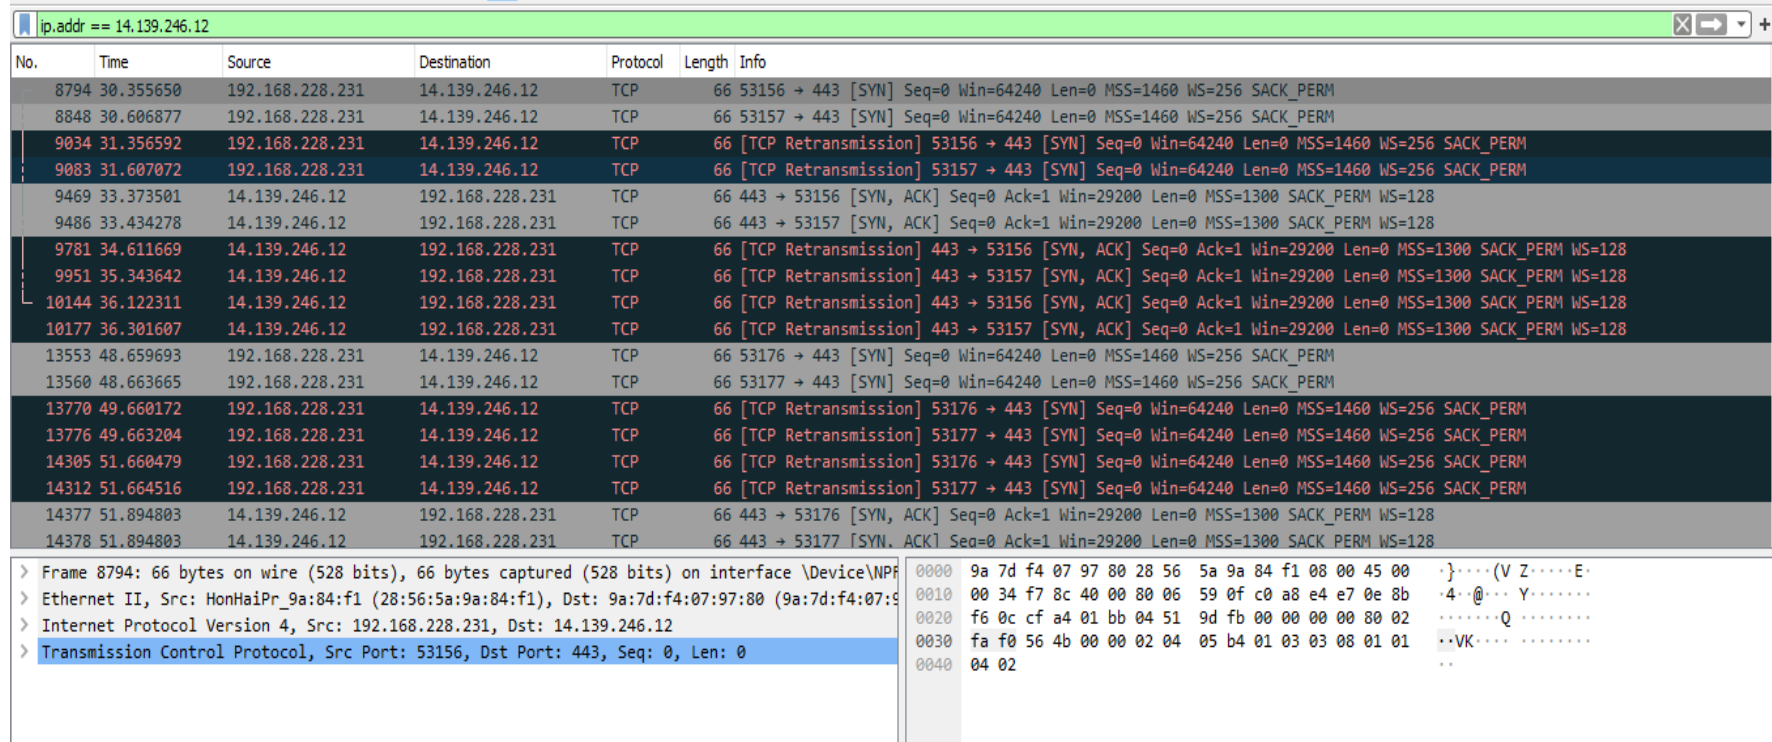 ip.addr == 14.139.246.12
No. Time Source Destination Protocol Length Info
8794 30.355650 192.168.228.231 14.139.246.12 TCP 66 53156 → 443 [SYN] Seq=0 Win=64240 Len=0 MSS=1460 WS=256 SACK_PERM
8848 30.606877 192.168.228.231 14.139.246.12 TCP 66 53157 → 443 [SYN] Seq=0 Win=64240 Len=0 MSS=1460 WS=256 SACK_PERM
9034 31.356592 192.168.228.231 14.139.246.12 TCP 66 [TCP Retransmission] 53156 → 443 [SYN] Seq=0 Win=64240 Len=0 MSS=1460 WS=256 SACK_PERM
9083 31.607072 192.168.228.231 14.139.246.12 TCP 66 [TCP Retransmission] 53157 → 443 [SYN] Seq=0 Win=64240 Len=0 MSS=1460 WS=256 SACK_PERM
9469 33.373501 14.139.246.12 192.168.228.231 TCP 66 443 → 53156 [SYN, ACK] Seq=0 Ack=1 Win=29200 Len=0 MSS=1300 SACK_PERM WS=128
9486 33.434278 14.139.246.12 192.168.228.231 TCP 66 443 → 53157 [SYN, ACK] Seq=0 Ack=1 Win=29200 Len=0 MSS=1300 SACK_PERM WS=128
9781 34.611669 14.139.246.12 192.168.228.231 TCP 66 [TCP Retransmission] 443 → 53156 [SYN, ACK] Seq=0 Ack=1 Win=29200 Len=0 MSS=1300 SACK_PERM WS=128
9951 35.343642 14.139.246.12 192.168.228.231 TCP 66 [TCP Retransmission] 443 → 53157 [SYN, ACK] Seq=0 Ack=1 Win=29200 Len=0 MSS=1300 SACK_PERM WS=128
10144 36.122311 14.139.246.12 192.168.228.231 TCP 66 [TCP Retransmission] 443 → 53156 [SYN, ACK] Seq=0 Ack=1 Win=29200 Len=0 MSS=1300 SACK_PERM WS=128
10177 36.301607 14.139.246.12 192.168.228.231 TCP 66 [TCP Retransmission] 443 → 53157 [SYN, ACK] Seq=0 Ack=1 Win=29200 Len=0 MSS=1300 SACK_PERM WS=128
13553 48.659693 192.168.228.231 14.139.246.12 TCP 66 53176 → 443 [SYN] Seq=0 Win=64240 Len=0 MSS=1460 WS=256 SACK_PERM
13560 48.663665 192.168.228.231 14.139.246.12 TCP 66 53177 → 443 [SYN] Seq=0 Win=64240 Len=0 MSS=1460 WS=256 SACK_PERM
13770 49.660172 192.168.228.231 14.139.246.12 TCP 66 [TCP Retransmission] 53176 → 443 [SYN] Seq=0 Win=64240 Len=0 MSS=1460 WS=256 SACK_PERM
13776 49.663204 192.168.228.231 14.139.246.12 TCP 66 [TCP Retransmission] 53177 → 443 [SYN] Seq=0 Win=64240 Len=0 MSS=1460 WS=256 SACK_PERM
14305 51.660479 192.168.228.231 14.139.246.12 TCP 66 [TCP Retransmission] 53176 → 443 [SYN] Seq=0 Win=64240 Len=0 MSS=1460 WS=256 SACK_PERM
14312 51.664516 192.168.228.231 14.139.246.12 TCP 66 [TCP Retransmission] 53177 → 443 [SYN] Seq=0 Win=64240 Len=0 MSS=1460 WS=256 SACK_PERM
14377 51.894803 14.139.246.12 192.168.228.231 TCP 66 443 → 53176 [SYN, ACK] Seq=0 Ack=1 Win=29200 Len=0 MSS=1300 SACK_PERM WS=128
14378 51.894803 14.139.246.12 192.168.228.231 TCP 66 443 → 53177 [SYN, ACK] Seq=0 Ack=1 Win=29200 Len=0 MSS=1300 SACK_PERM WS=128
Frame 8794: 66 bytes on wire (528 bits), 66 bytes captured (528 bits) on interface \Device\NPF
Ethernet II, Src: HonHaiPr_9a:84:f1 (28:56:5a:9a:84:f1), Dst: 9a:7d:f4:07:97:80 (9a:7d:f4:07:9
Internet Protocol Version 4, Src: 192.168.228.231, Dst: 14.139.246.12
Transmission Control Protocol, Src Port: 53156, Dst Port: 443, Seq: 0, Len: 0
0000 9a 7d f4 07 97 80 28 56 5a 9a 84 f1 08 00 45 00 ·}····(V Z·····E·
0010 00 34 f7 8c 40 00 80 06 59 0f c0 a8 e4 e7 0e 8b ·4··@··· Y·······
0020 f6 0c cf a4 01 bb 04 51 9d fb 00 00 00 00 80 02 ·······Q ········
0030 fa f0 56 4b 00 00 02 04 05 b4 01 03 03 08 01 01 ··VK···· ········
0040 04 02 ··